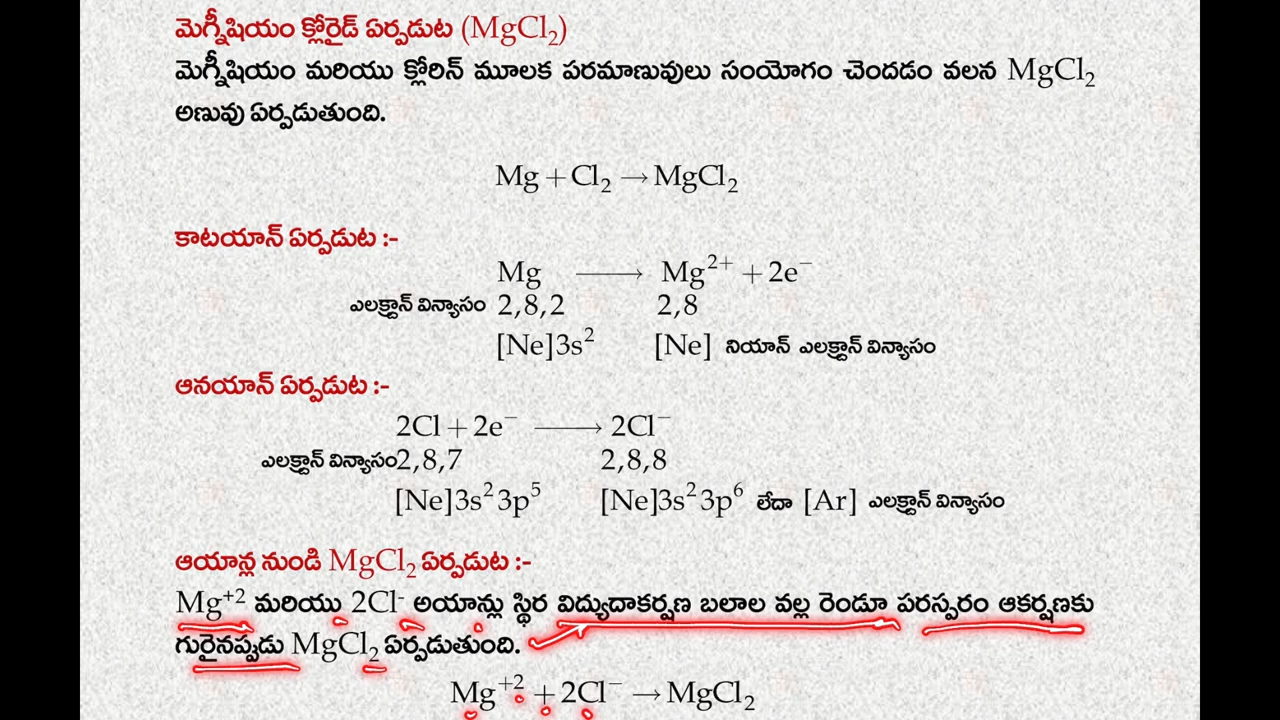 మెగ్నీషియం క్లోరైడ్ ఏర్పడుట (MgCl₂)
మెగ్నీషియం మరియు క్లోరిన్ మూలక పరమాణువులు సంయోగం చెందడం వలన MgCl₂
అణువు ఏర్పడుతుంది.
Mg + Cl₂ → MgCl₂
కాటయాన్ ఏర్పడుట :-
Mg ⟶ Mg²⁺ + 2e⁻
ఎలక్ట్రాన్ విన్యాసం 2,8,2 2,8
[Ne]3s² [Ne] నియాన్ ఎలక్ట్రాన్ విన్యాసం
ఆనయాన్ ఏర్పడుట :-
2Cl + 2e⁻ ⟶ 2Cl⁻
ఎలక్ట్రాన్ విన్యాసం 2,8,7 2,8,8
[Ne]3s²3p⁵ [Ne]3s²3p⁶ లేదా [Ar] ఎలక్ట్రాన్ విన్యాసం
ఆయాన్ల నుండి MgCl₂ ఏర్పడుట :-
Mg⁺² మరియు 2Cl⁻ అయాన్లు స్థిర విద్యుదాకర్షణ బలాల వల్ల రెండూ పరస్పరం ఆకర్షణకు
గురైనప్పుడు MgCl₂ ఏర్పడుతుంది.
Mg⁺² + 2Cl⁻ → MgCl₂